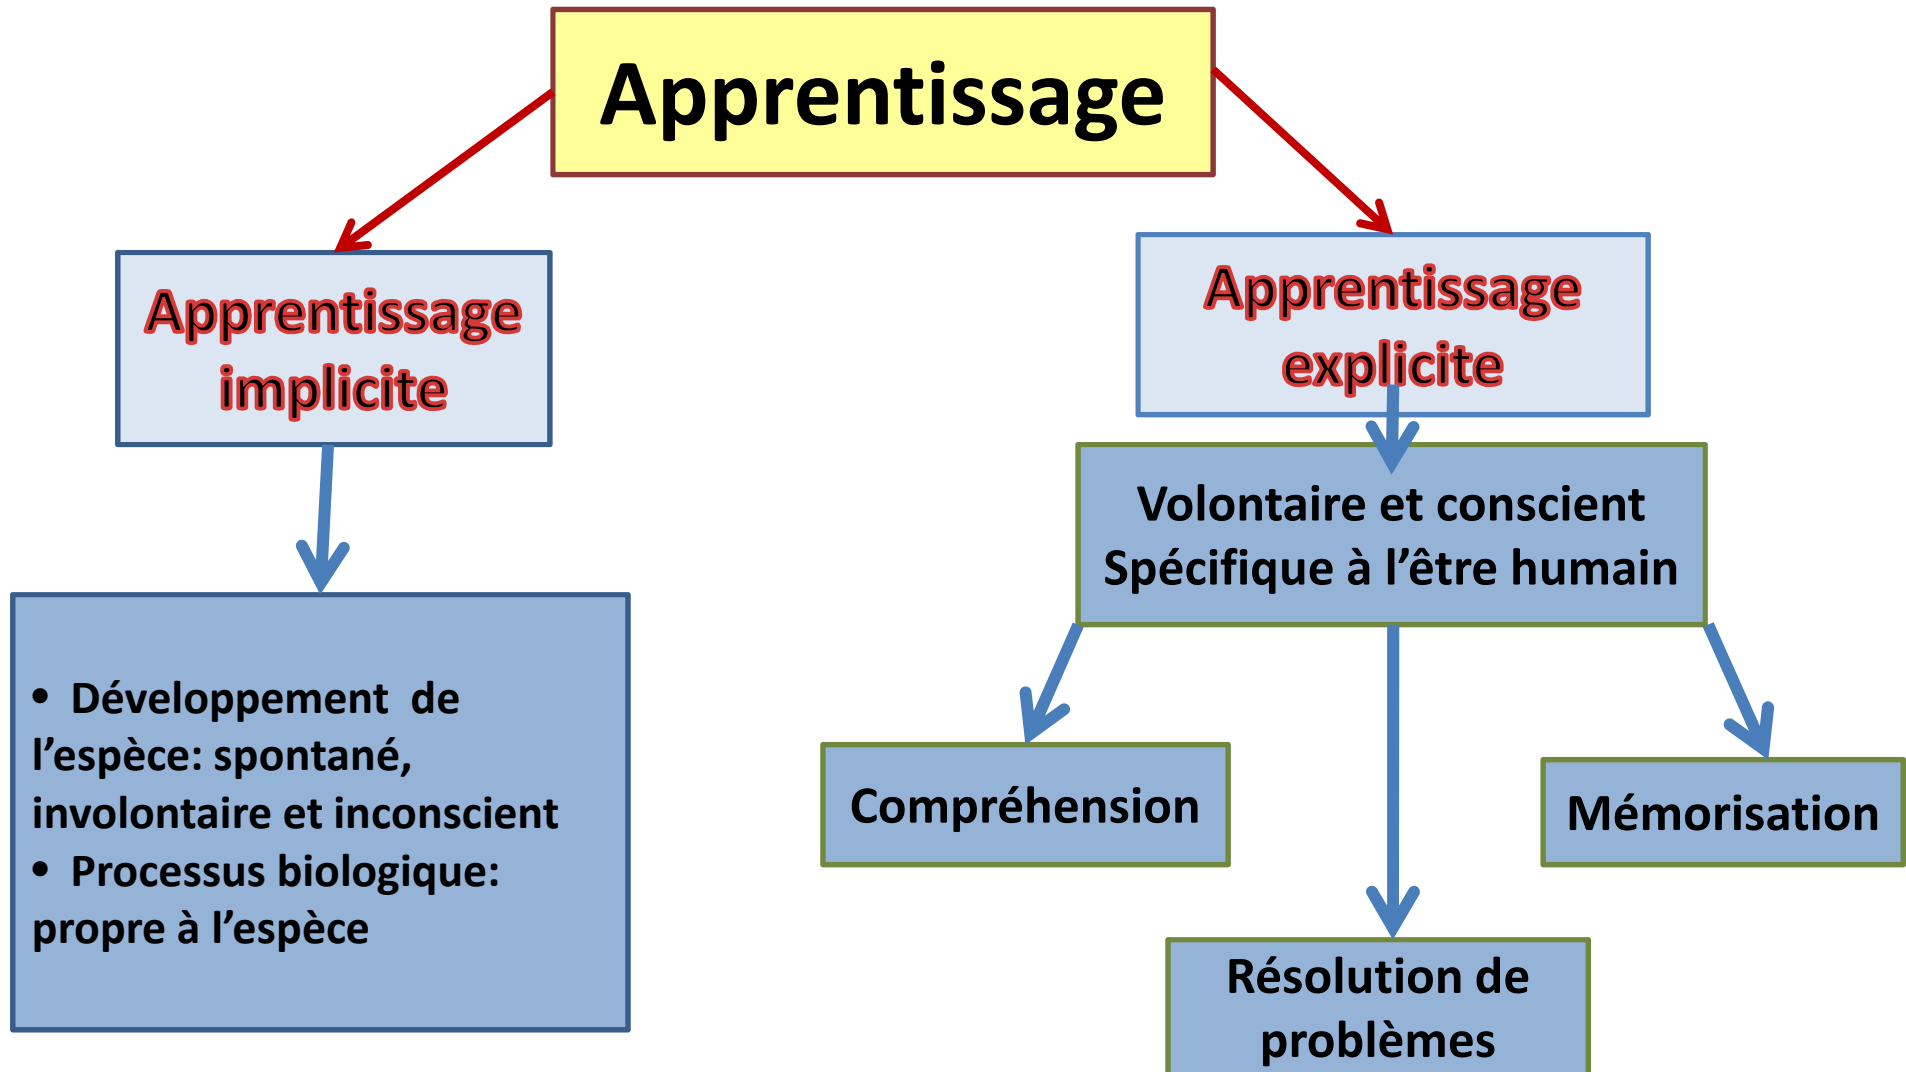 Apprentissage
Apprentissage
implicite
Apprentissage
explicite
Volontaire et conscient
Spécifique à l’être humain
• Développement de
l’espèce: spontané,
involontaire et inconscient
• Processus biologique:
propre à l’espèce
Compréhension
Mémorisation
Résolution de
problèmes